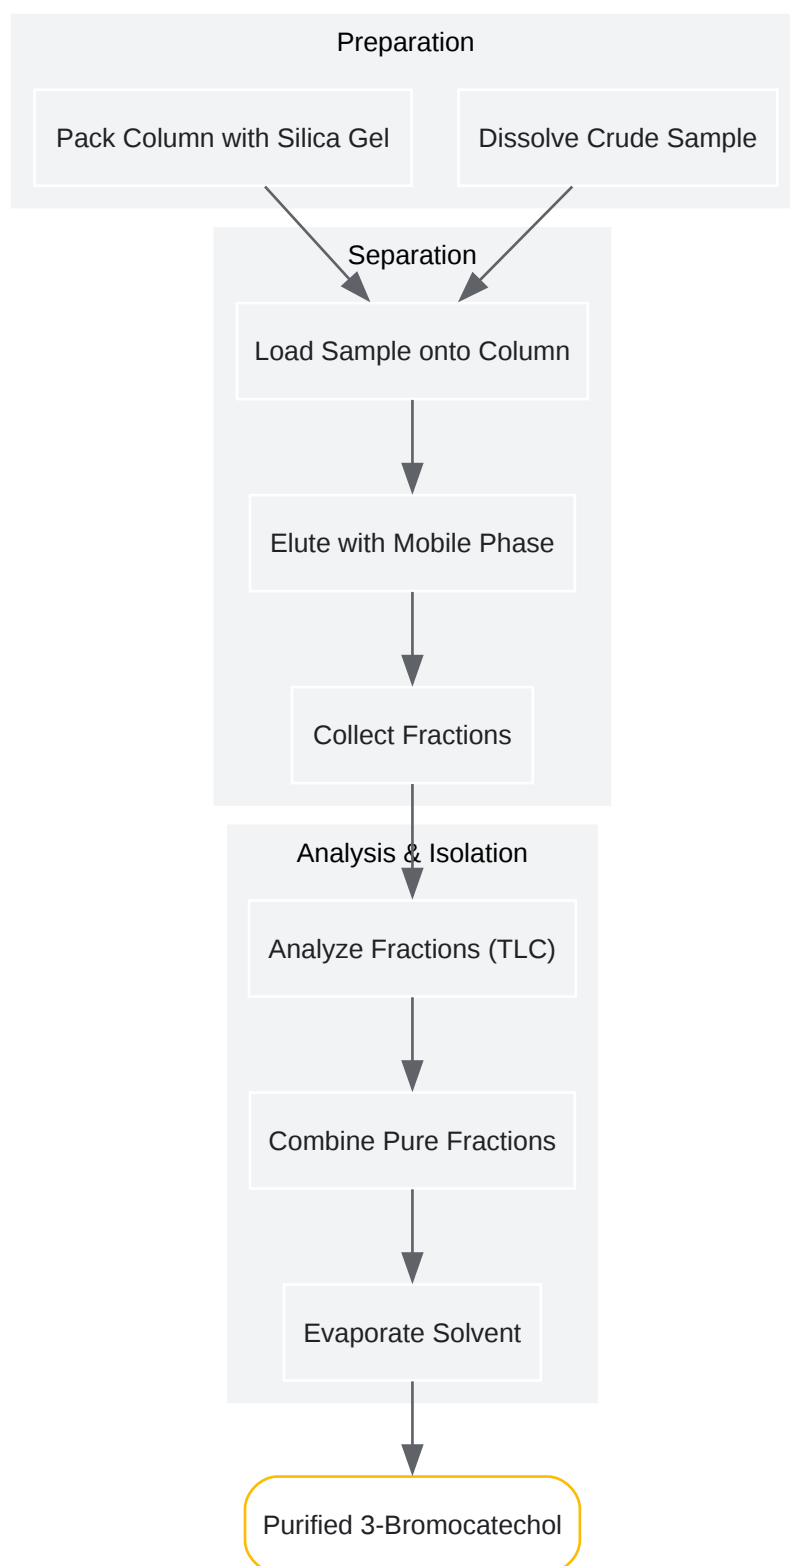 Preparation
Pack Column with Silica Gel
Dissolve Crude Sample
Separation
Load Sample onto Column
Elute with Mobile Phase
Collect Fractions
Analysis & Isolation
Analyze Fractions (TLC)
Combine Pure Fractions
Evaporate Solvent
Purified 3-Bromocatechol